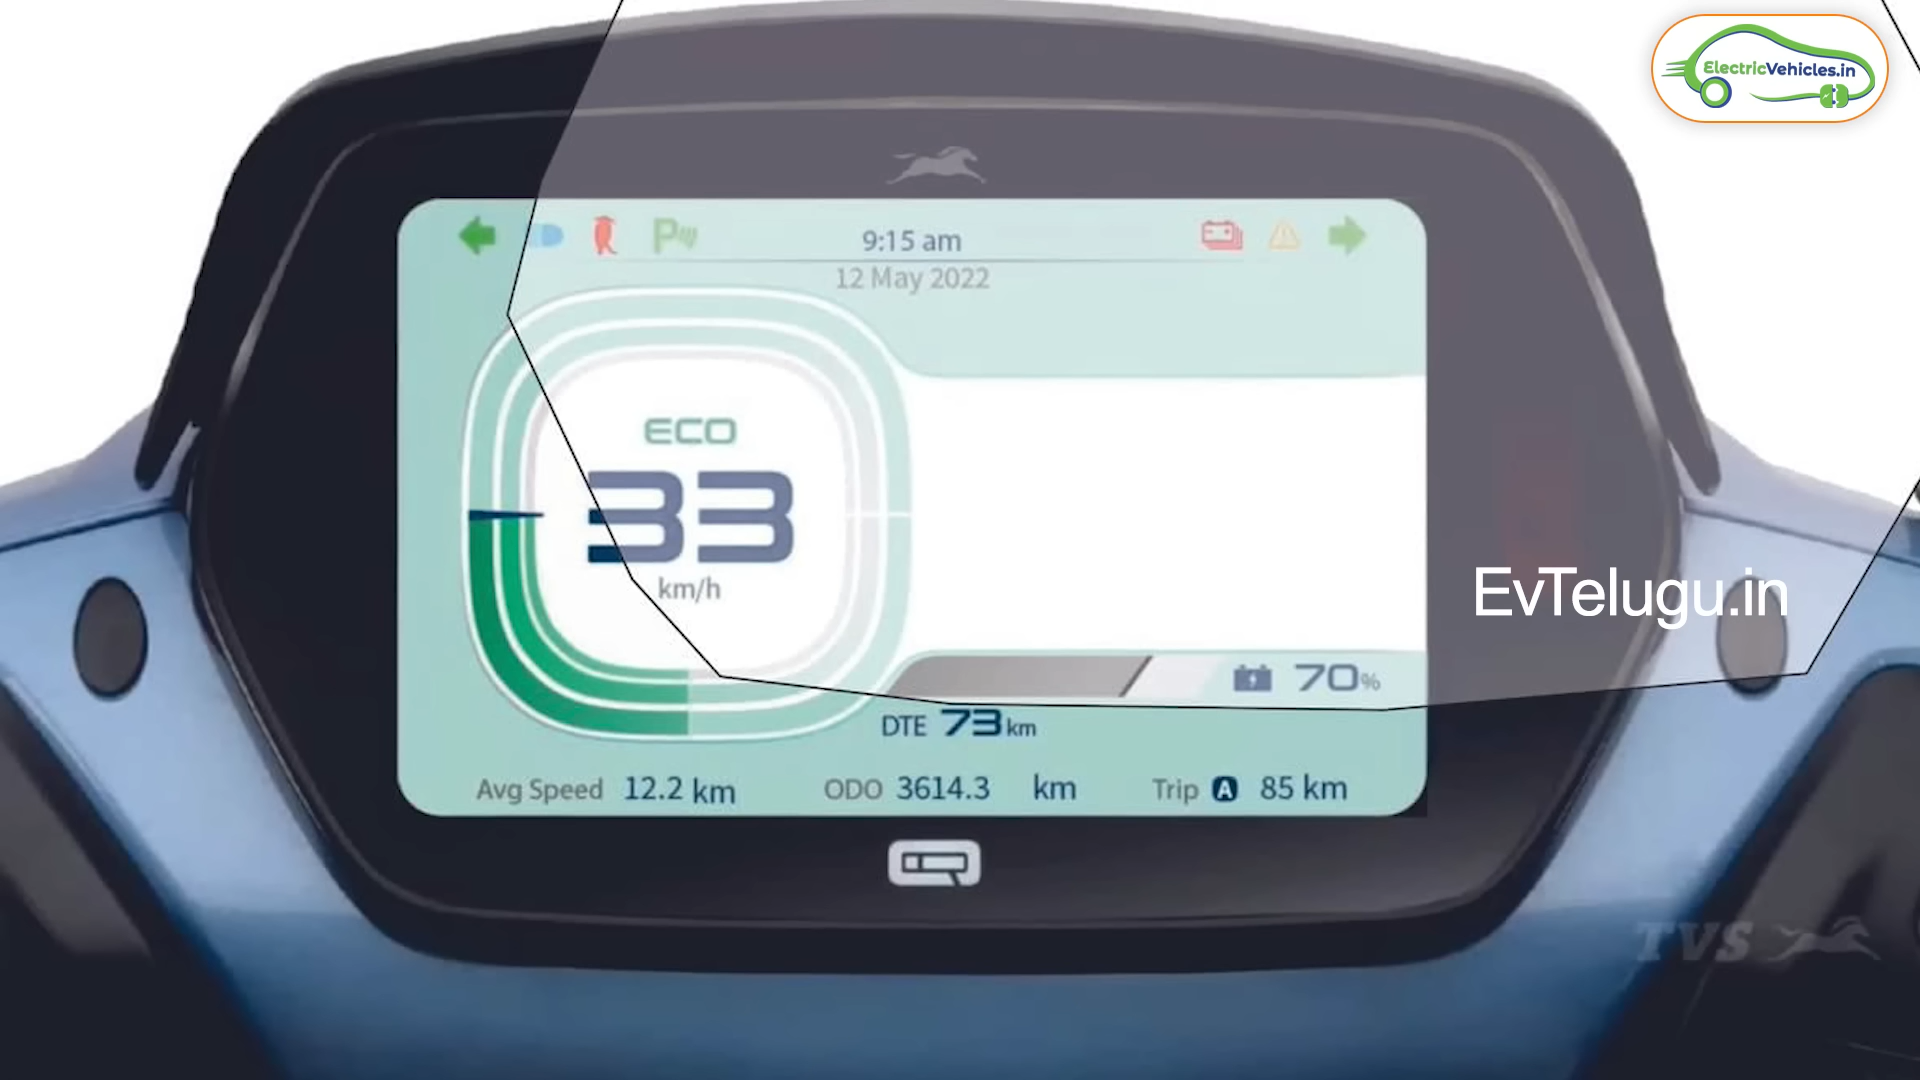 ElectricVehicles.in
P
9:15 am
12 May 2022
ECO
33
km/h
EvTelugu.in
70%
DTE 73 km
Avg Speed 12.2 km ODO 3614.3 km Trip A 85 km
TVS